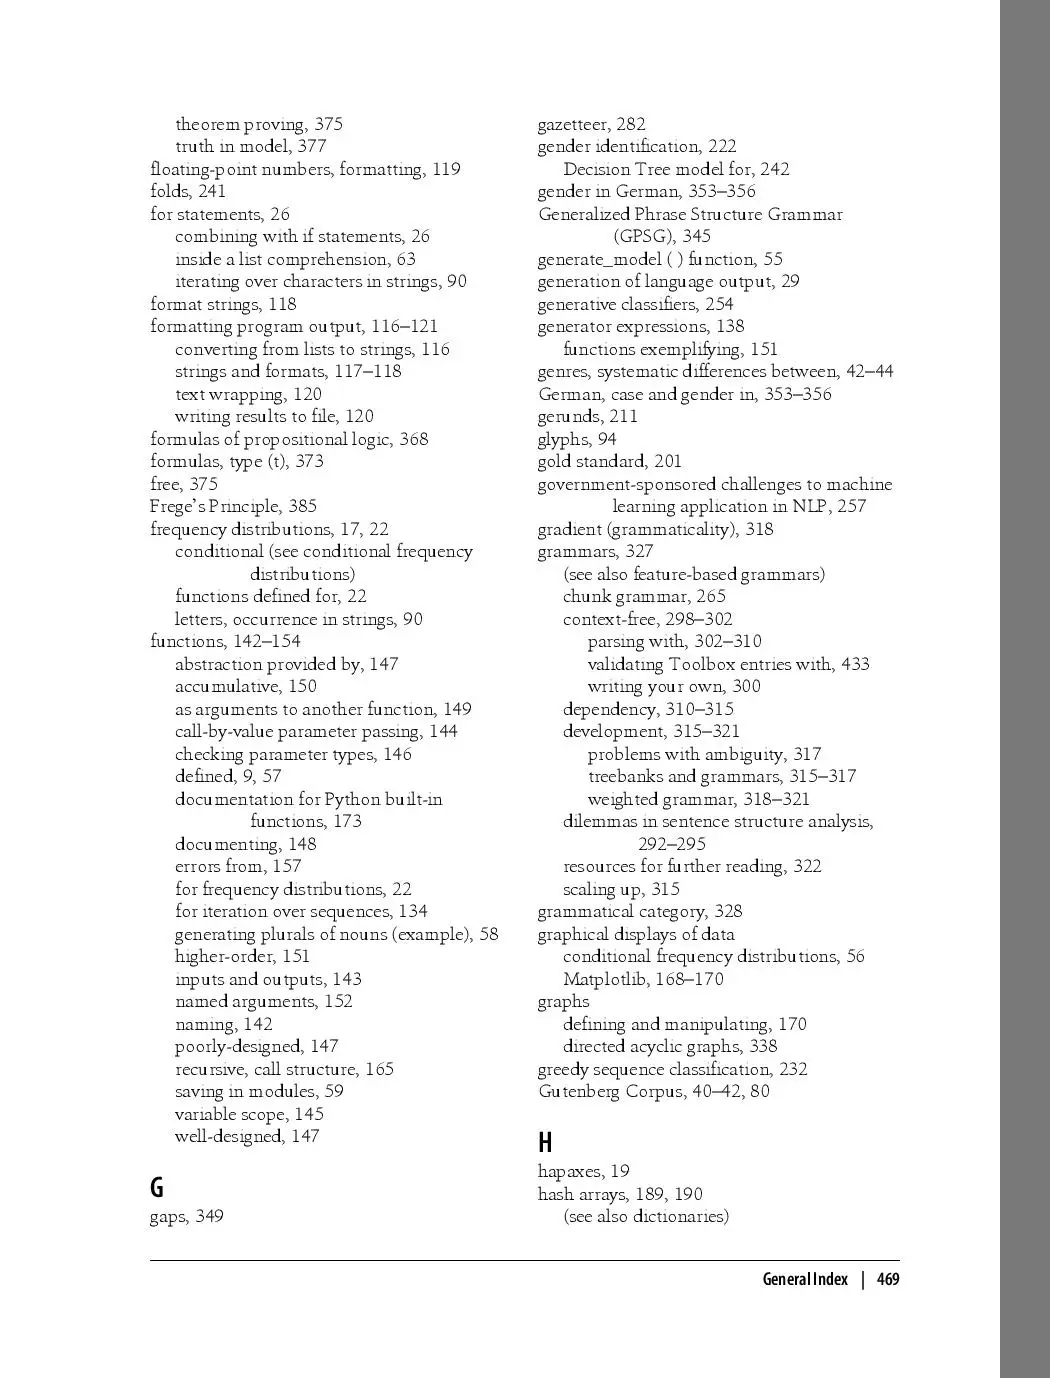 theorem proving, 375
truth in model, 377
floating-point numbers, formatting, 119
folds, 241
for statements, 26
combining with if statements, 26
inside a list comprehension, 63
iterating over characters in strings, 90
format strings, 118
formatting program output, 116–121
converting from lists to strings, 116
strings and formats, 117–118
text wrapping, 120
writing results to file, 120
formulas of propositional logic, 368
formulas, type (t), 373
free, 375
Frege's Principle, 385
frequency distributions, 17, 22
conditional (see conditional frequency
distributions)
functions defined for, 22
letters, occurrence in strings, 90
functions, 142–154
abstraction provided by, 147
accumulative, 150
as arguments to another function, 149
call-by-value parameter passing, 144
checking parameter types, 146
defined, 9, 57
documentation for Python built-in
functions, 173
documenting, 148
errors from, 157
for frequency distributions, 22
for iteration over sequences, 134
generating plurals of nouns (example), 58
higher-order, 151
inputs and outputs, 143
named arguments, 152
naming, 142
poorly-designed, 147
recursive, call structure, 165
saving in modules, 59
variable scope, 145
well-designed, 147
G
gaps, 349
gazetteer, 282
gender identification, 222
Decision Tree model for, 242
gender in German, 353–356
Generalized Phrase Structure Grammar
(GPSG), 345
generate_model ( ) function, 55
generation of language output, 29
generative classifiers, 254
generator expressions, 138
functions exemplifying, 151
genres, systematic differences between, 42–44
German, case and gender in, 353–356
gerunds, 211
glyphs, 94
gold standard, 201
government-sponsored challenges to machine
learning application in NLP, 257
gradient (grammaticality), 318
grammars, 327
(see also feature-based grammars)
chunk grammar, 265
context-free, 298–302
parsing with, 302–310
validating Toolbox entries with, 433
writing your own, 300
dependency, 310–315
development, 315–321
problems with ambiguity, 317
treebanks and grammars, 315–317
weighted grammar, 318–321
dilemmas in sentence structure analysis,
292–295
resources for further reading, 322
scaling up, 315
grammatical category, 328
graphical displays of data
conditional frequency distributions, 56
Matplotlib, 168–170
graphs
defining and manipulating, 170
directed acyclic graphs, 338
greedy sequence classification, 232
Gutenberg Corpus, 40–42, 80
H
hapaxes, 19
hash arrays, 189, 190
(see also dictionaries)
General Index | 469